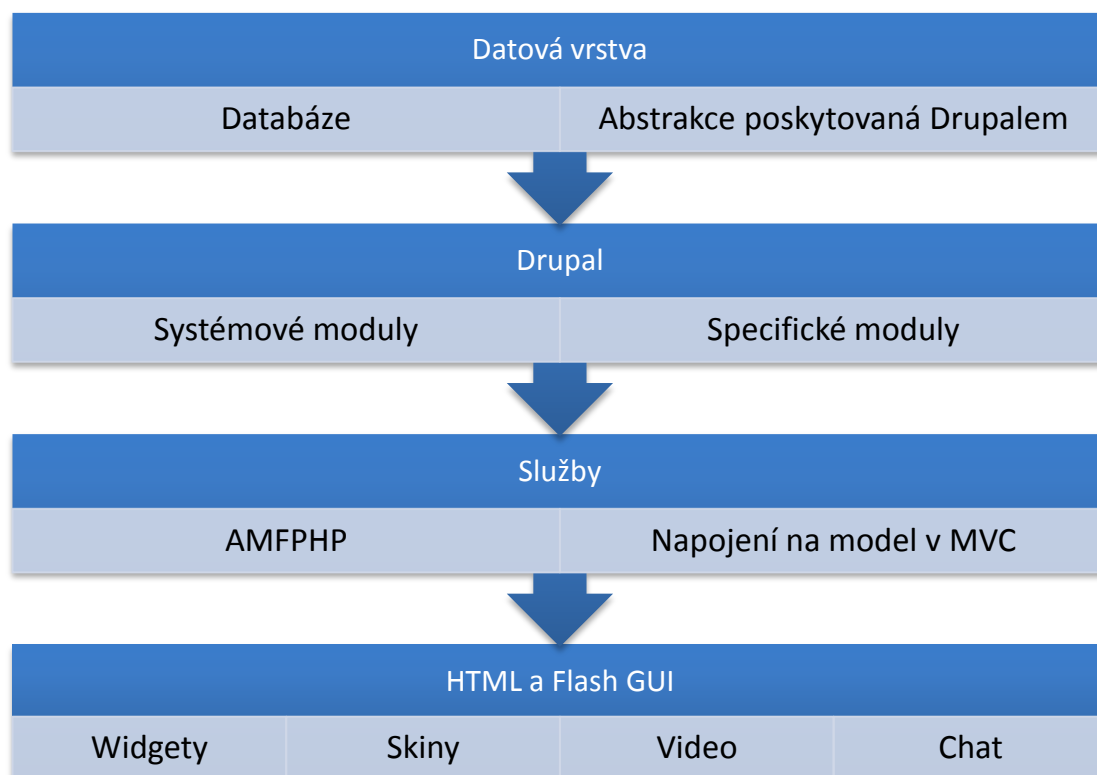 Datová vrstva
Databáze
Abstrakce poskytovaná Drupalem
Drupal
Systémové moduly
Specifické moduly
Služby
AMFPHP
Napojení na model v MVC
HTML a Flash GUI
Widgety
Skiny
Video
Chat